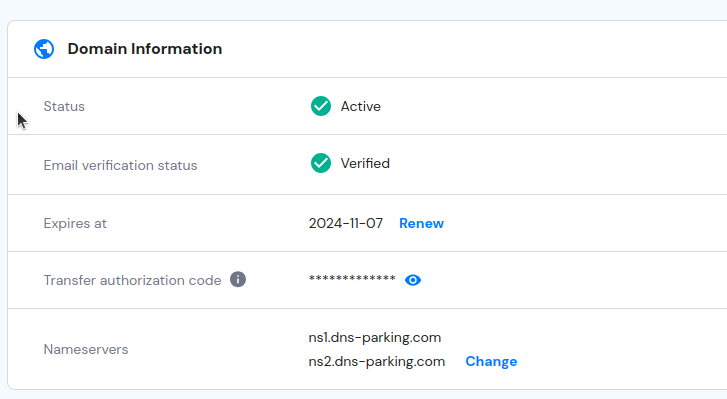 Domain Information
Status Active
Email verification status Verified
Expires at 2024-11-07 Renew
Transfer authorization code *************
Nameservers
ns1.dns-parking.com
ns2.dns-parking.com Change